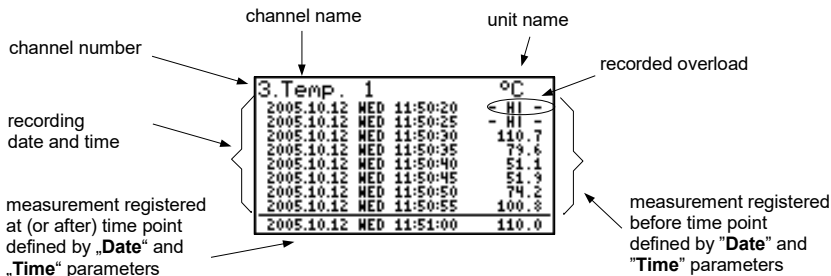 channel name
unit name
channel number
recorded overload
3.Temp. 1 °C
2005.10.12 WED 11:50:20 - HI -
2005.10.12 WED 11:50:25 - HI -
2005.10.12 WED 11:50:30 110.7
2005.10.12 WED 11:50:35 79.6
2005.10.12 WED 11:50:40 51.1
2005.10.12 WED 11:50:45 51.9
2005.10.12 WED 11:50:50 74.2
2005.10.12 WED 11:50:55 100.8
2005.10.12 WED 11:51:00 110.0
recording
date and time
measurement registered
at (or after) time point
defined by „Date“ and
„Time“ parameters
measurement registered
before time point
defined by ”Date” and
”Time” parameters